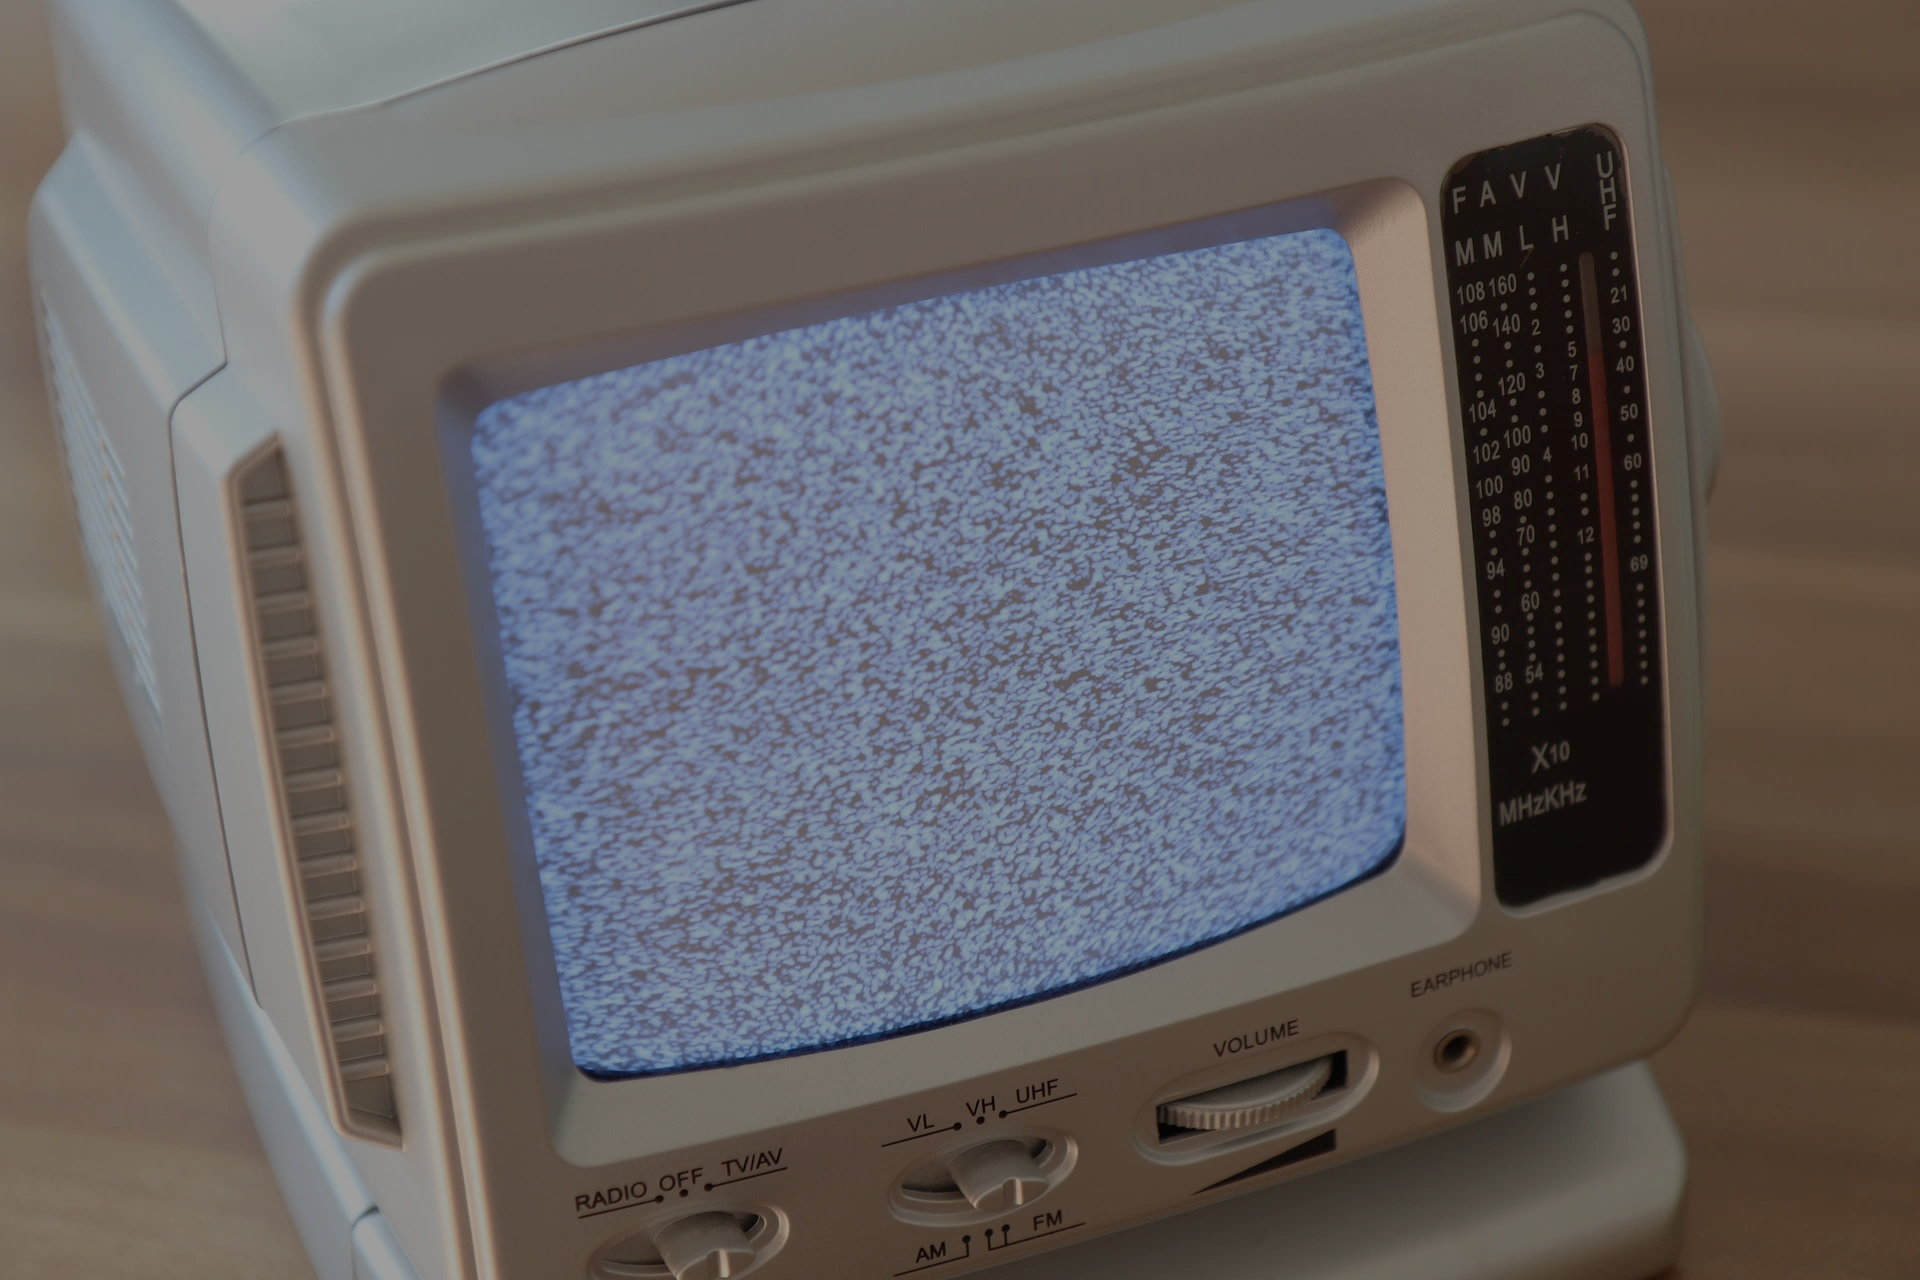 F A V V UHF
M M L H
108 160
21
106 140 2 30
5
40
120 3 7
8
104 50
9
100 10
102
90 4 11 60
100
80
98
70 12
94 69
60
90
54
88
X10
MHzKHz
EARPHONE
VOLUME
VL VH UHF
RADIO OFF TV/AV
AM FM